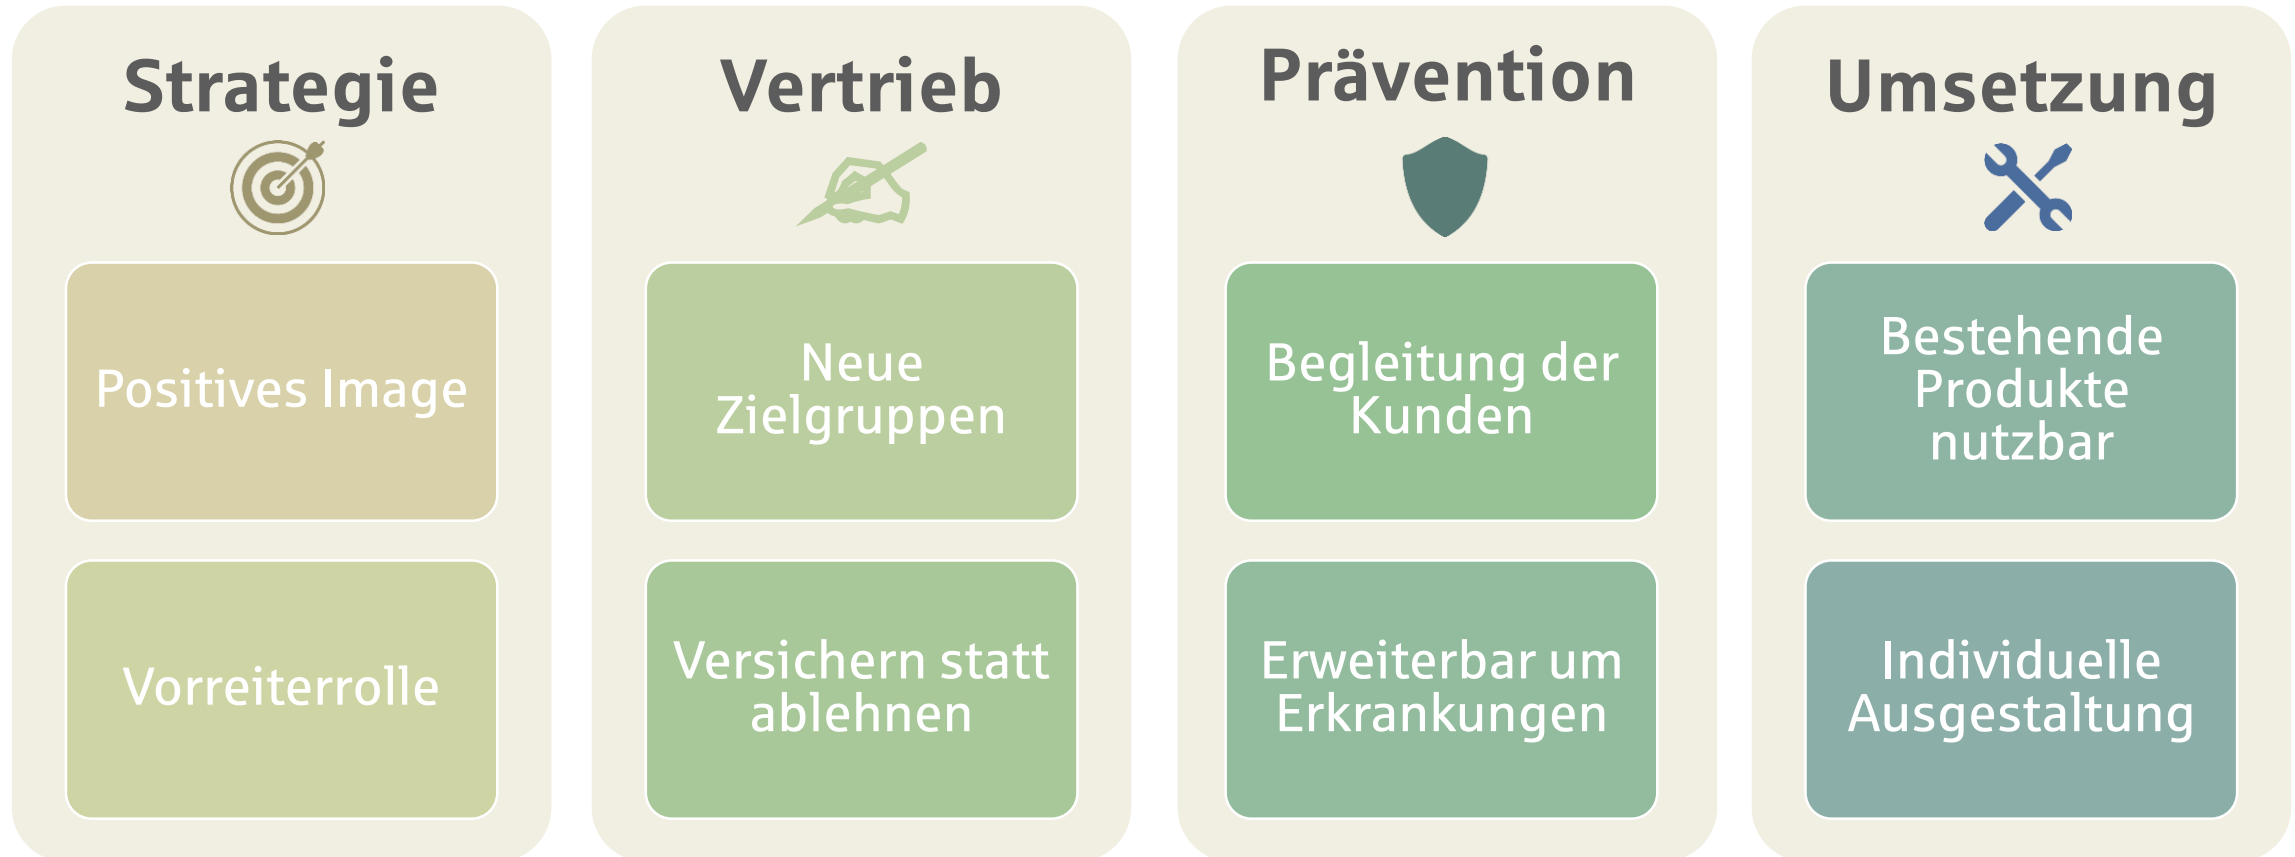 Strategie
Positives Image
Vorreiterrolle
Vertrieb
Neue
Zielgruppen
Versichern statt
ablehnen
Prävention
Begleitung der
Kunden
Erweiterbar um
Erkrankungen
Umsetzung
Bestehende
Produkte
nutzbar
Individuelle
Ausgestaltung